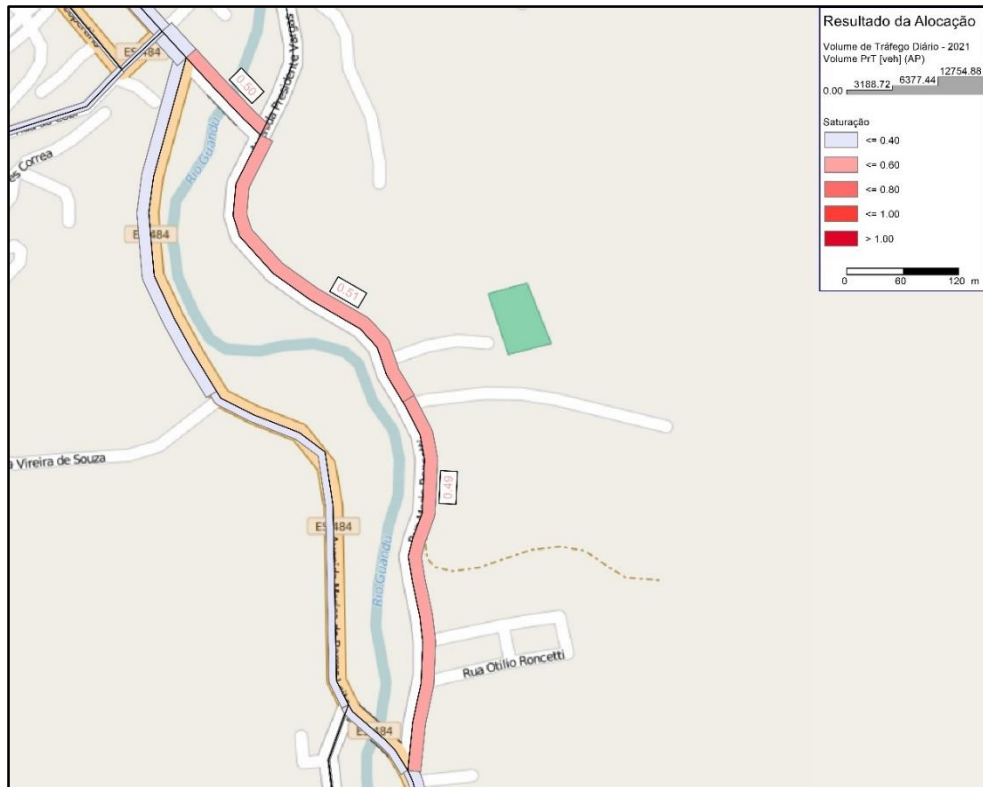 Resultado da Alocação
Volume de Tráfego Diário - 2021
Volume PrT [veh] (AP)
0.00 3188.72 6377.44 12754.88
Saturação
<= 0.40
<= 0.60
<= 0.80
<= 1.00
> 1.00
0 60 120 m
ES 484
Presidente Vargas
0.50
Rio Guandu
Presidente Vargas
Correa
ES 484
0.51
Vireira de Souza
0.49
ES 484
Rio Guandu
Rua Otilio Roncetti
ES 484